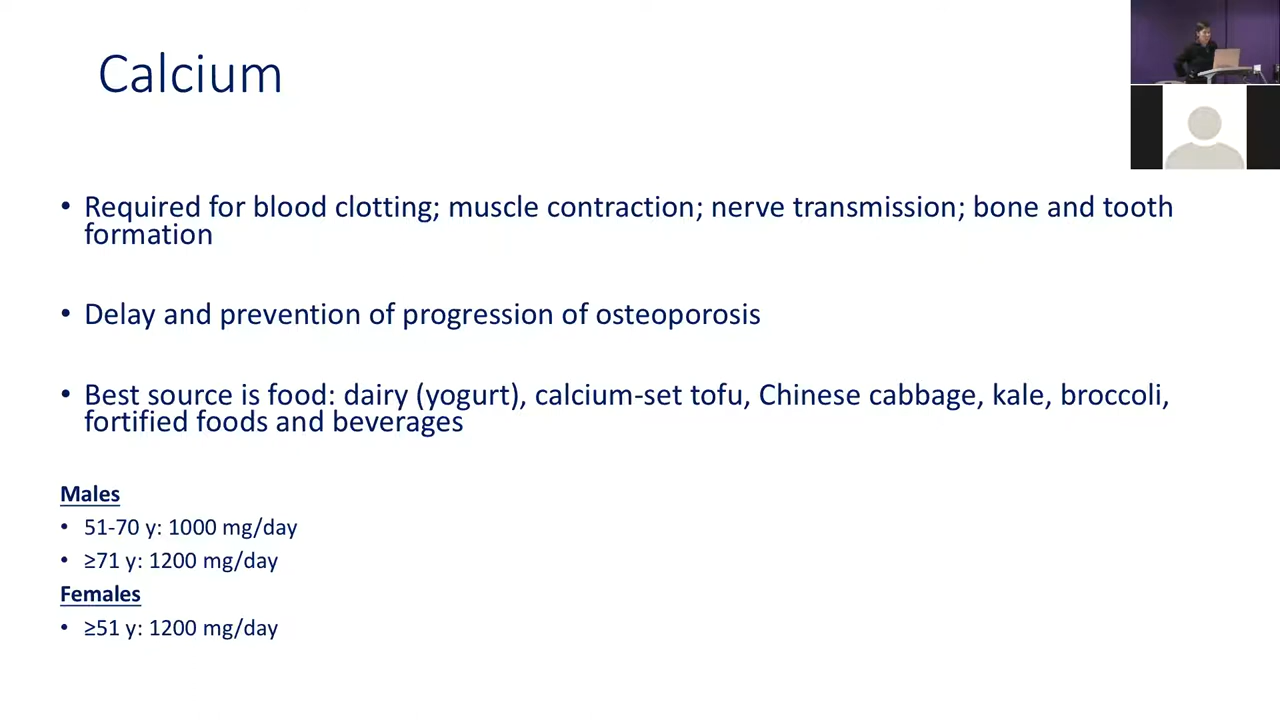 Calcium
• Required for blood clotting; muscle contraction; nerve transmission; bone and tooth
formation
• Delay and prevention of progression of osteoporosis
• Best source is food: dairy (yogurt), calcium-set tofu, Chinese cabbage, kale, broccoli,
fortified foods and beverages
Males
• 51-70 y: 1000 mg/day
• ≥71 y: 1200 mg/day
Females
• ≥51 y: 1200 mg/day